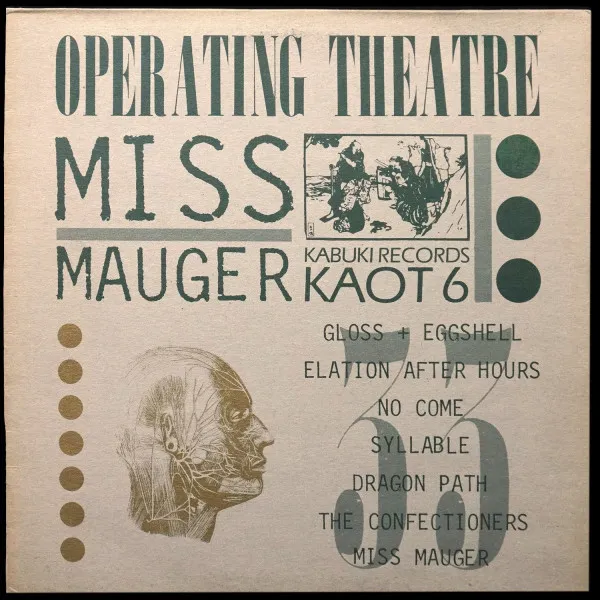 OPERATING THEATRE
MISS
MAUGER
KABUKI RECORDS
KAOT 6
33
GLOSS + EGGSHELL
ELATION AFTER HOURS
NO COME
SYLLABLE
DRAGON PATH
THE CONFECTIONERS
MISS MAUGER